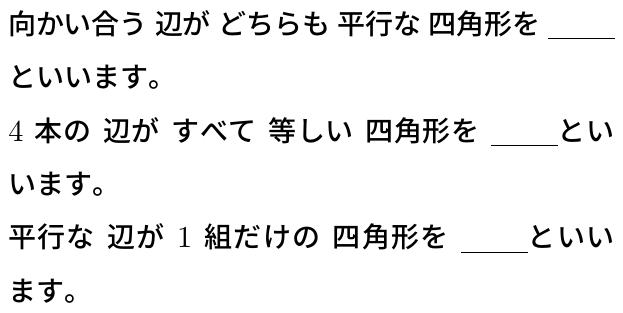 向かい合う 辺が どちらも 平行な 四角形を ____
といいます。
4 本の 辺が すべて 等しい 四角形を ____とい
います。
平行な 辺が 1 組だけの 四角形を ____といい
ます。